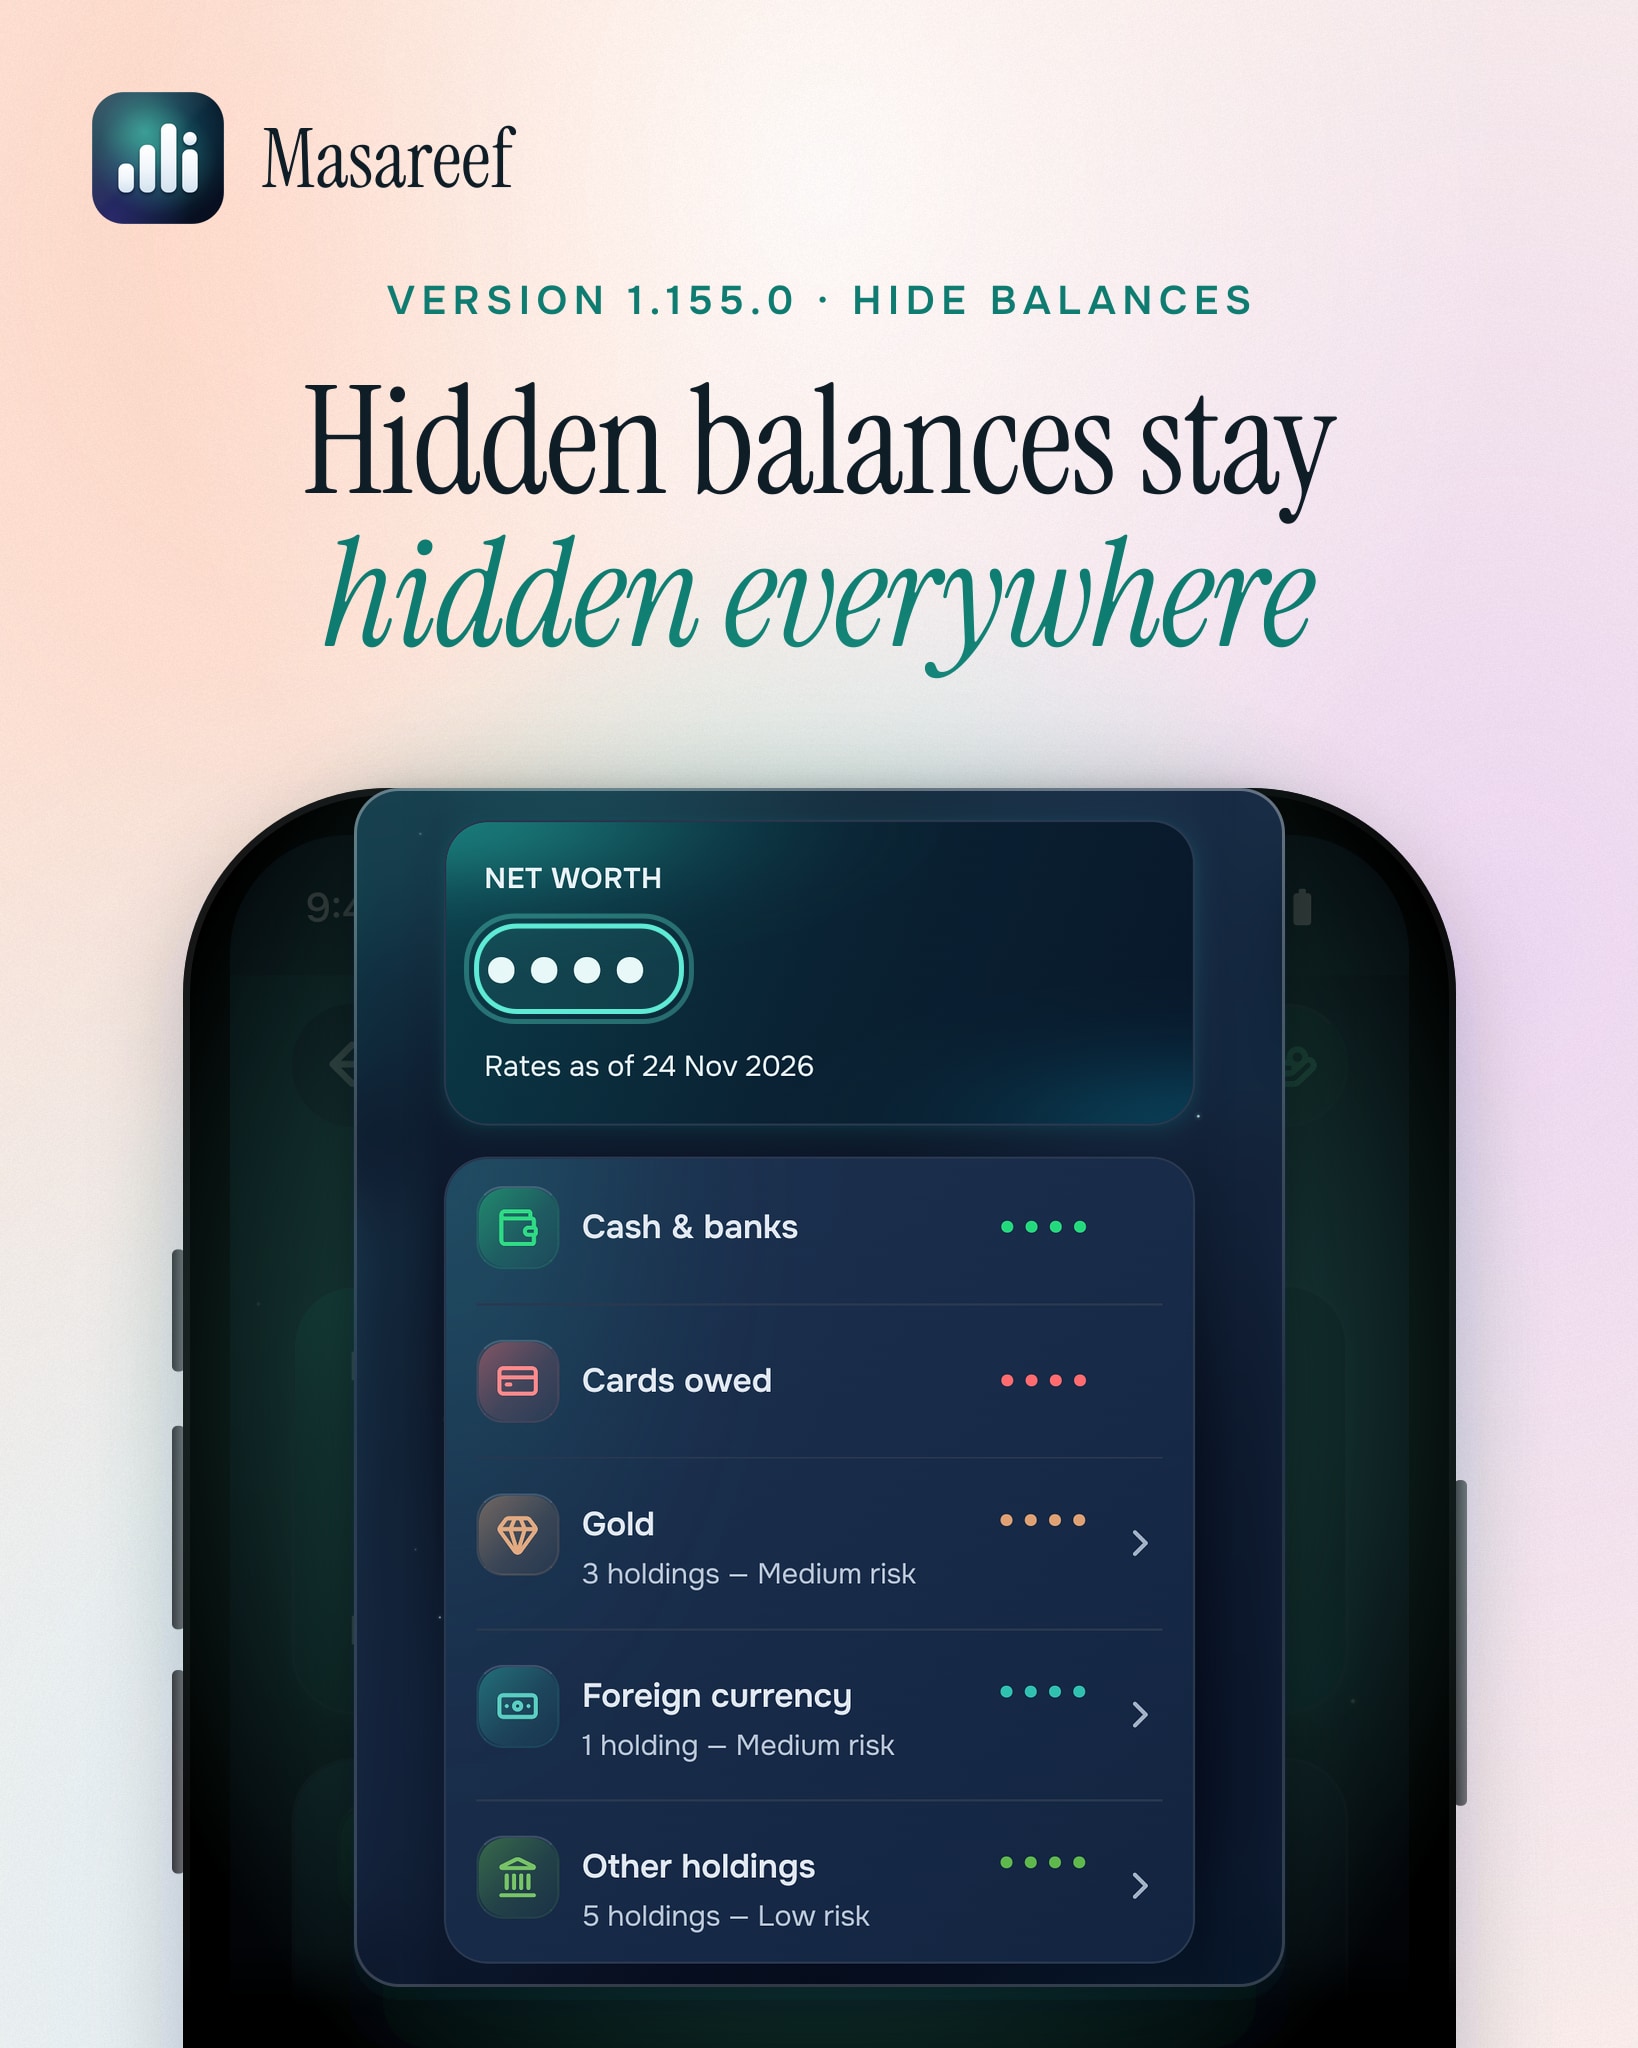 Masareef
VERSION 1.155.0 · HIDE BALANCES
Hidden balances stay
hidden everywhere
NET WORTH
••••
Rates as of 24 Nov 2026
Cash & banks ••••
Cards owed ••••
Gold ••••
3 holdings — Medium risk
Foreign currency ••••
1 holding — Medium risk
Other holdings ••••
5 holdings — Low risk